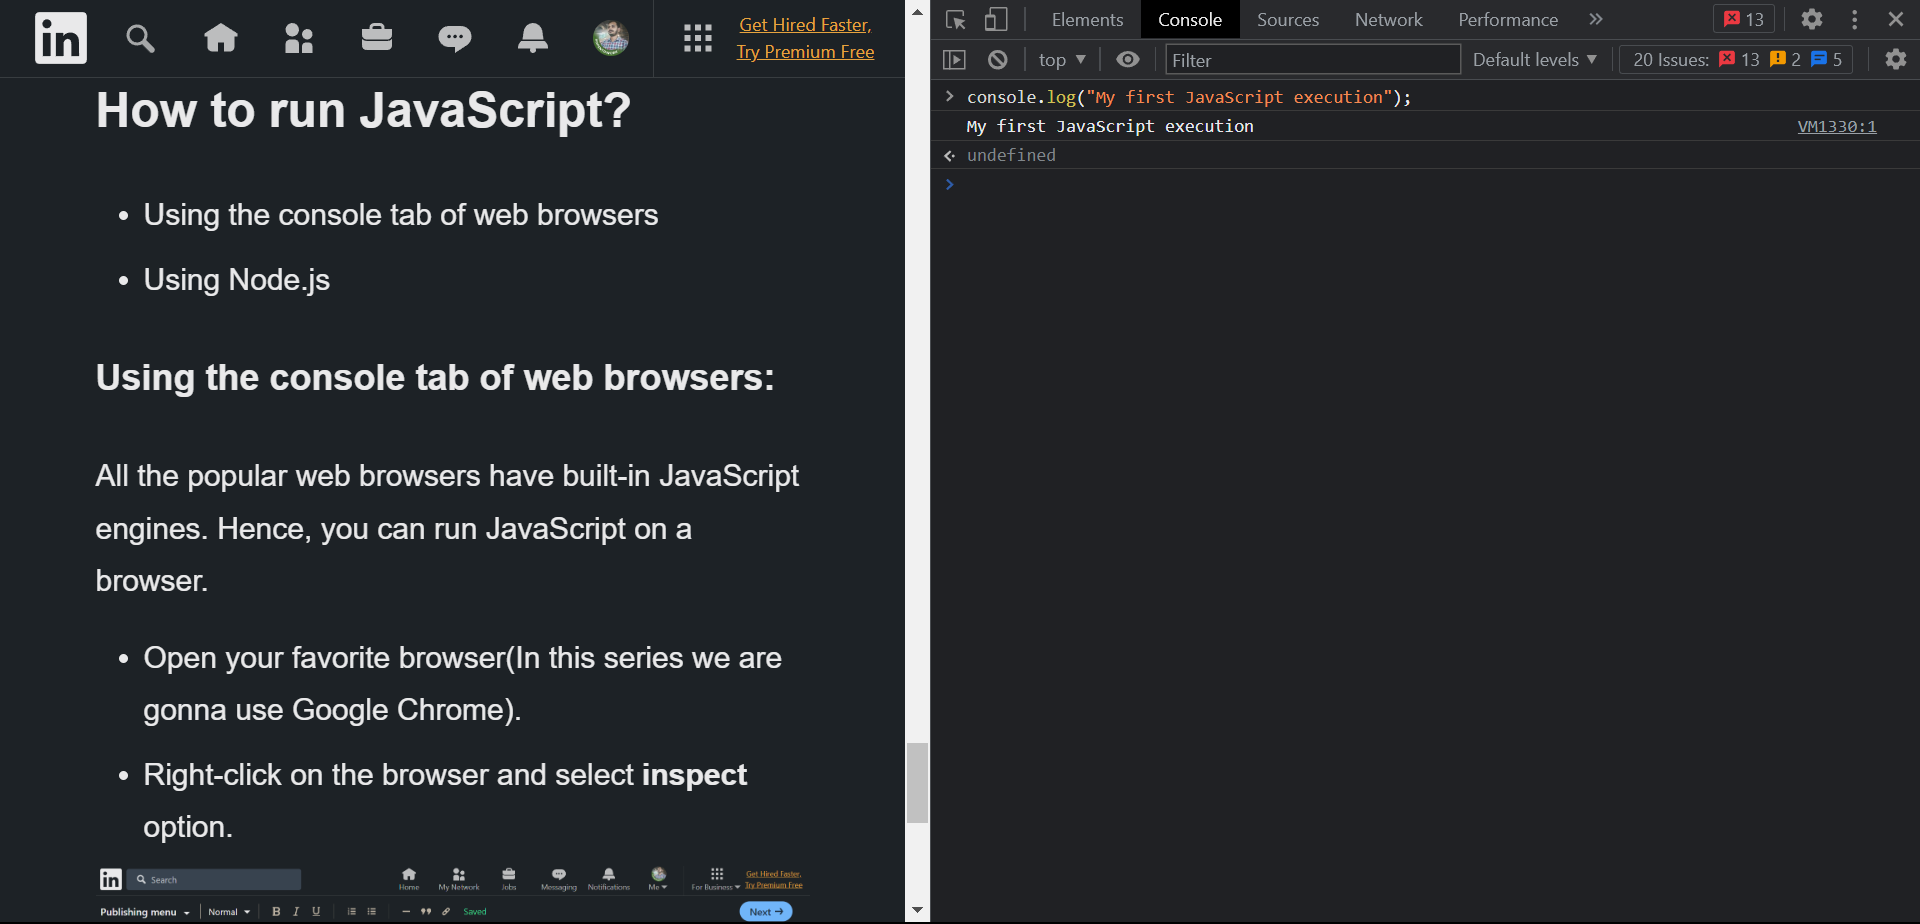 in
Get Hired Faster,
Try Premium Free
How to run JavaScript?
• Using the console tab of web browsers
• Using Node.js
Using the console tab of web browsers:
All the popular web browsers have built-in JavaScript
engines. Hence, you can run JavaScript on a
browser.
• Open your favorite browser(In this series we are
gonna use Google Chrome).
• Right-click on the browser and select inspect
option.
in Search Home My Network Jobs Messaging Notifications Me For Business Get Hired Faster,
Try Premium Free
Publishing menu Normal B I U Saved Next →
Elements Console Sources Network Performance » 13
top Filter Default levels 20 Issues: 13 2 5
> console.log("My first JavaScript execution");
My first JavaScript execution VM1330:1
undefined
>